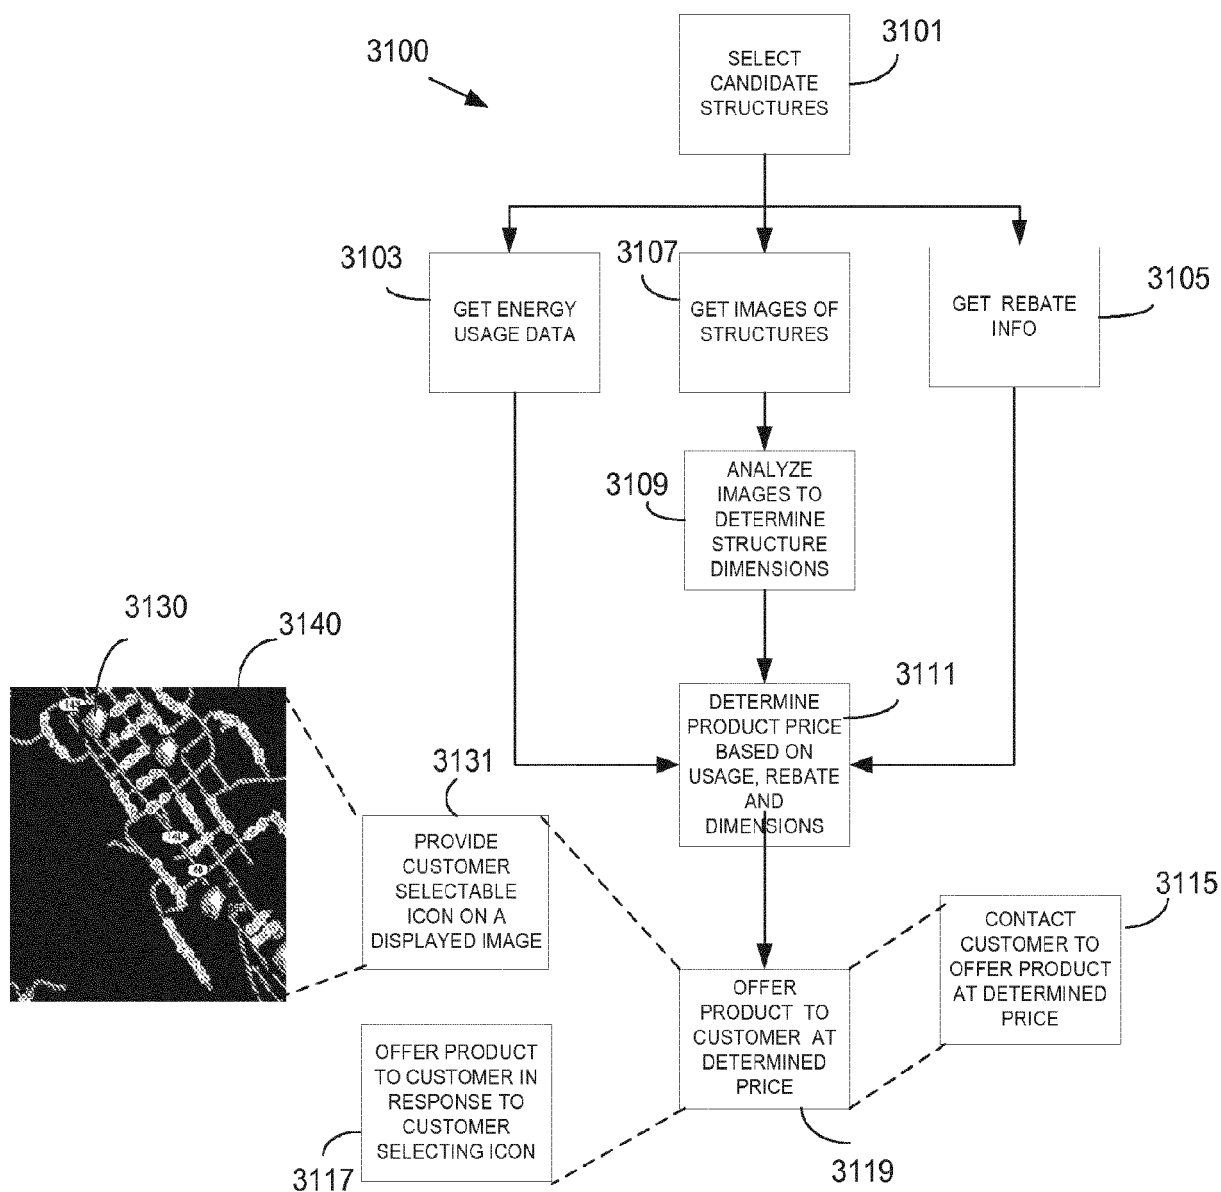 3100
3101
SELECT
CANDIDATE
STRUCTURES
3103
GET ENERGY
USAGE DATA
3107
GET IMAGES OF
STRUCTURES
3105
GET REBATE
INFO
3109
ANALYZE
IMAGES TO
DETERMINE
STRUCTURE
DIMENSIONS
3111
DETERMINE
PRODUCT PRICE
BASED ON
USAGE, REBATE
AND
DIMENSIONS
3130
3140
3131
PROVIDE
CUSTOMER
SELECTABLE
ICON ON A
DISPLAYED IMAGE
3115
CONTACT
CUSTOMER TO
OFFER PRODUCT
AT DETERMINED
PRICE
OFFER
PRODUCT TO
CUSTOMER AT
DETERMINED
PRICE
3119
OFFER PRODUCT
TO CUSTOMER IN
RESPONSE TO
CUSTOMER
SELECTING ICON
3117